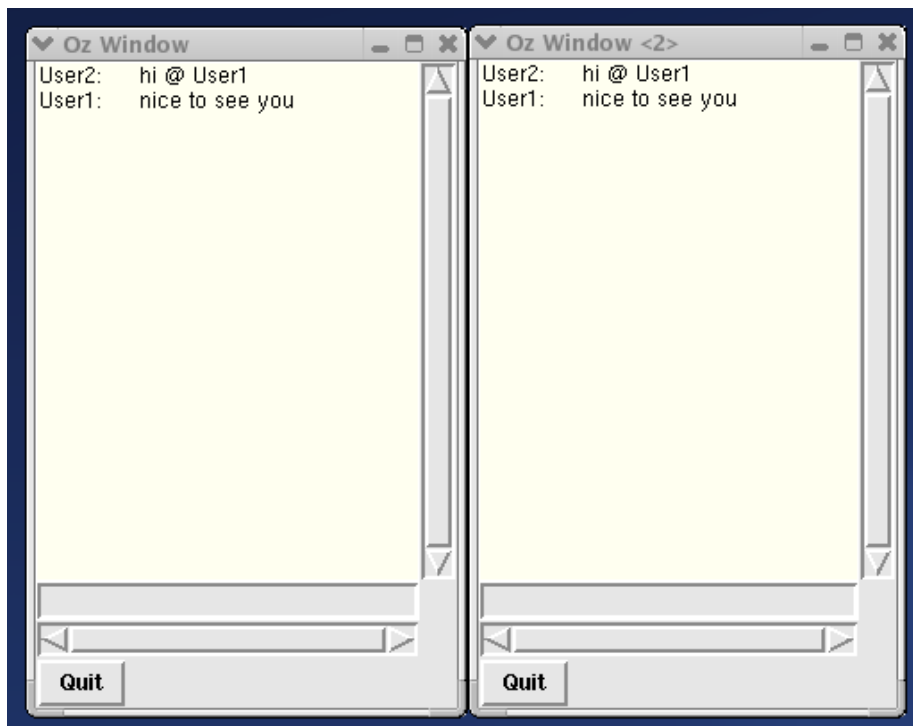 Oz Window
User2: hi @ User1
User1: nice to see you
Quit
Oz Window <2>
User2: hi @ User1
User1: nice to see you
Quit